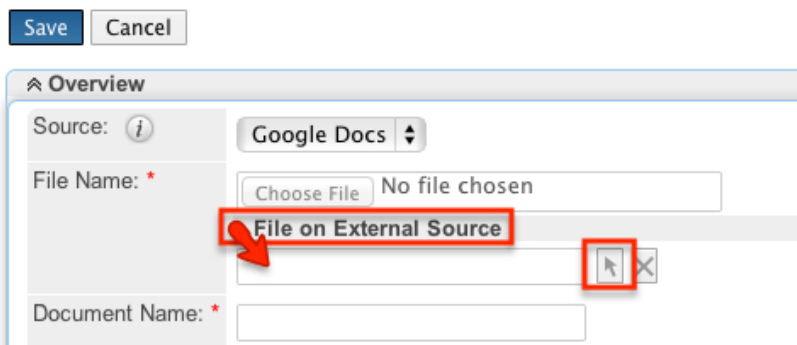 Save Cancel
Overview
Source: i Google Docs
File Name: * Choose File No file chosen
File on External Source
Document Name: *